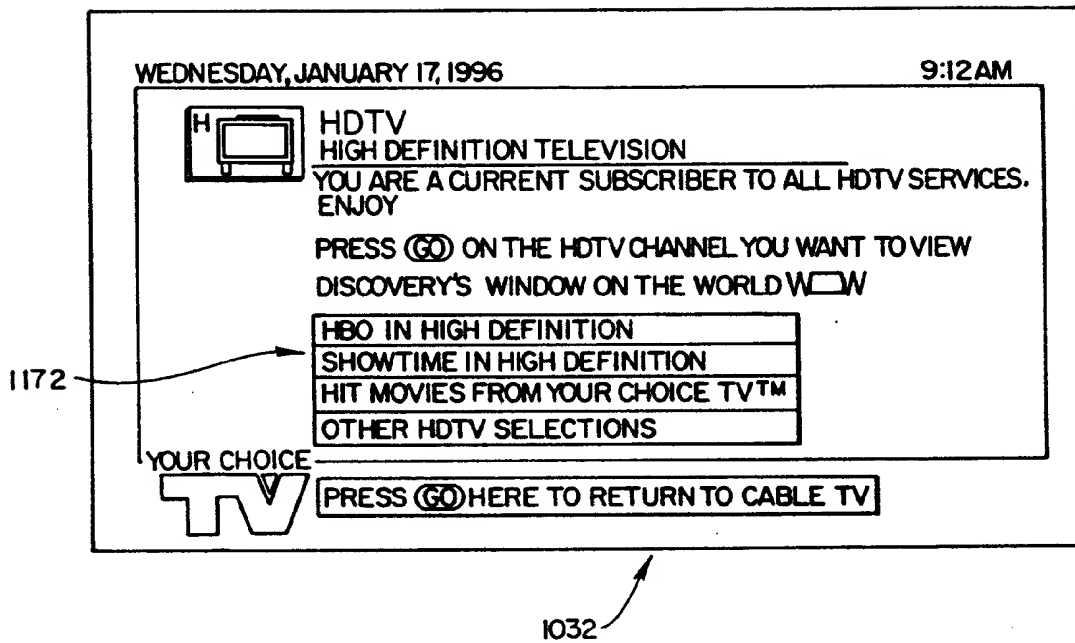 WEDNESDAY, JANUARY 17, 1996 9:12AM
H
HDTV
HIGH DEFINITION TELEVISION
YOU ARE A CURRENT SUBSCRIBER TO ALL HDTV SERVICES.
ENJOY
PRESS GO ON THE HDTV CHANNEL YOU WANT TO VIEW
DISCOVERY'S WINDOW ON THE WORLD WOW
HBO IN HIGH DEFINITION
SHOWTIME IN HIGH DEFINITION
1172
HIT MOVIES FROM YOUR CHOICE TV™
OTHER HDTV SELECTIONS
YOUR CHOICE
TV
PRESS GO HERE TO RETURN TO CABLE TV
1032